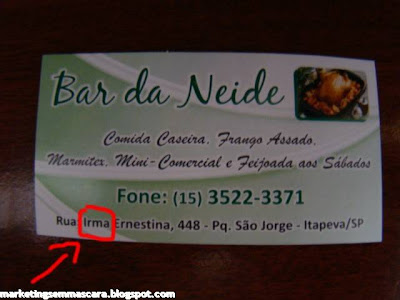 Bar da Neide
Comida Caseira, Frango Assado,
Marmitex, Mini-Comercial e Feijoada aos Sábados
Fone: (15) 3522-3371
Rua: Irma Ernestina, 448 - Pq. São Jorge - Itapeva/SP
marketingsemmascara.blogspot.com